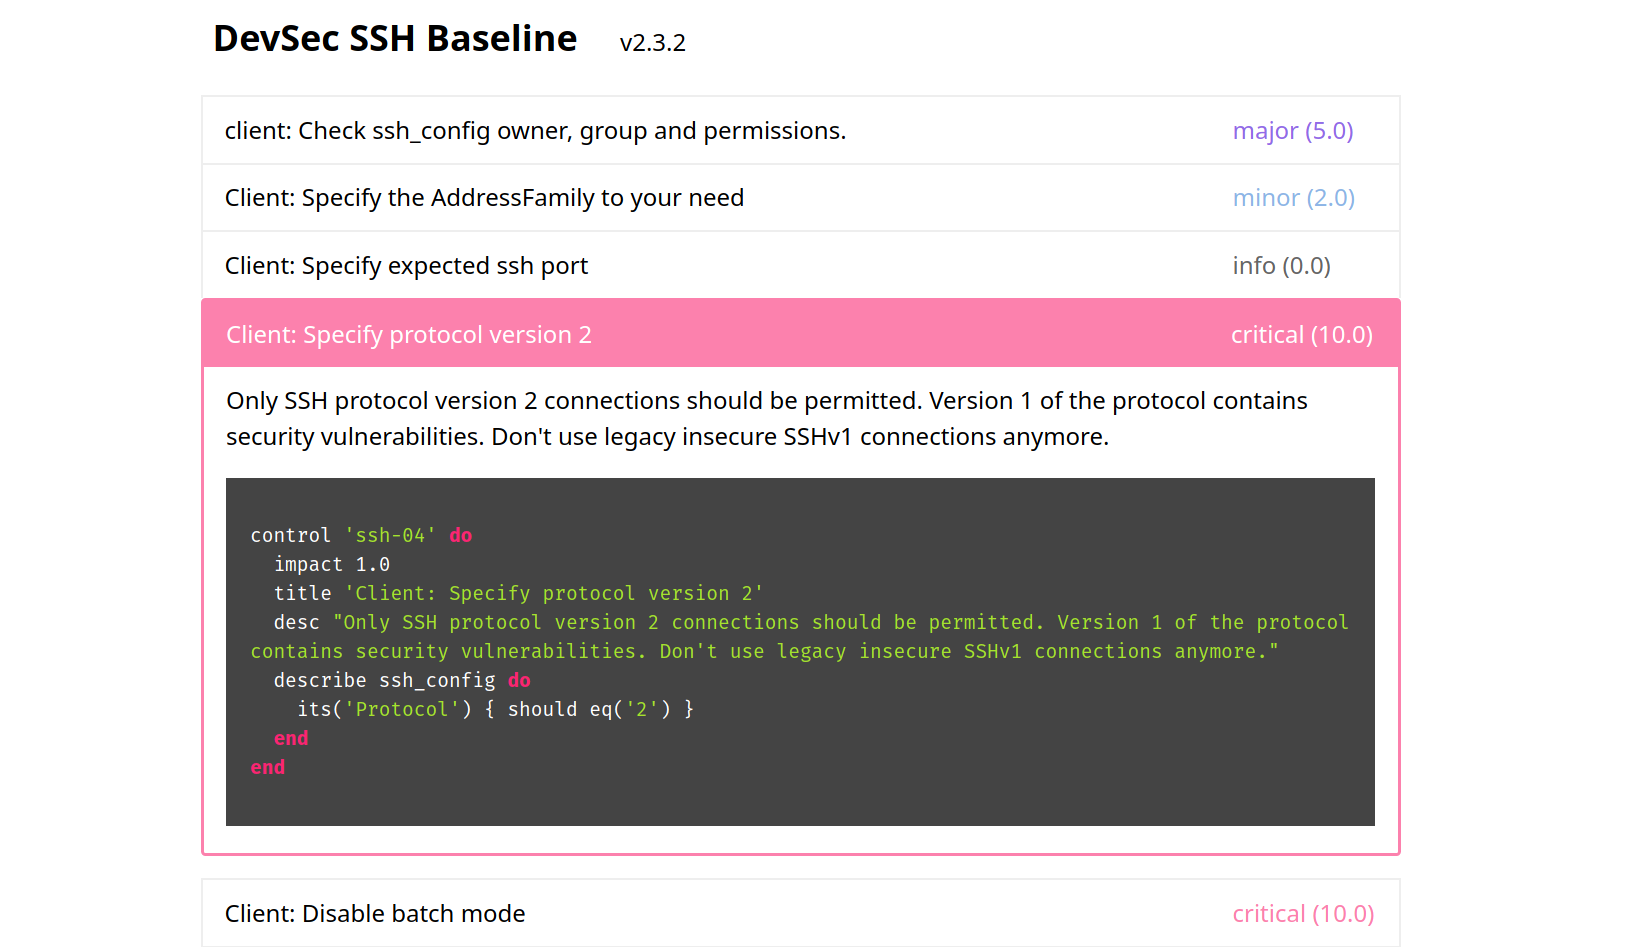 DevSec SSH Baseline v2.3.2
client: Check ssh_config owner, group and permissions. major (5.0)
Client: Specify the AddressFamily to your need minor (2.0)
Client: Specify expected ssh port info (0.0)
Client: Specify protocol version 2 critical (10.0)
Only SSH protocol version 2 connections should be permitted. Version 1 of the protocol contains
security vulnerabilities. Don't use legacy insecure SSHv1 connections anymore.
control 'ssh-04' do
  impact 1.0
  title 'Client: Specify protocol version 2'
  desc "Only SSH protocol version 2 connections should be permitted. Version 1 of the protocol
contains security vulnerabilities. Don't use legacy insecure SSHv1 connections anymore."
  describe ssh_config do
    its('Protocol') { should eq('2') }
  end
end
Client: Disable batch mode critical (10.0)